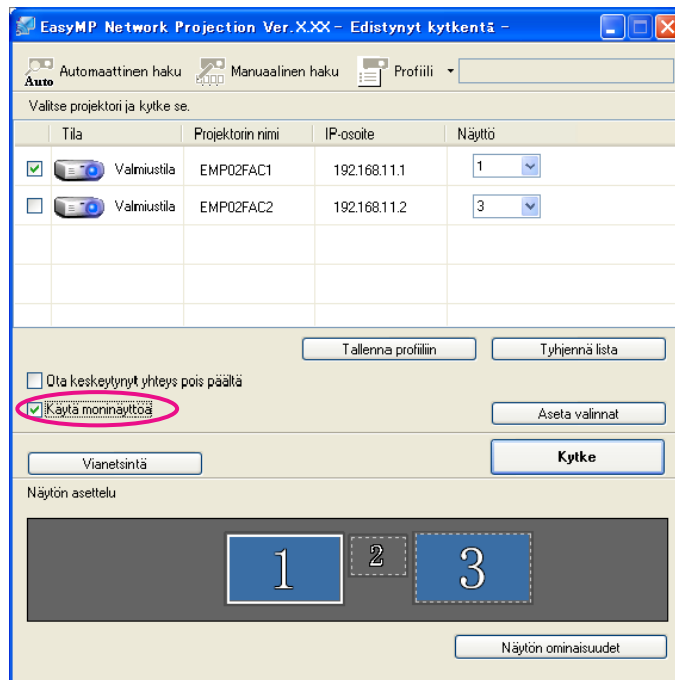 EasyMP Network Projection Ver.X.XX - Edistynyt kytkentä -
Auto Automaattinen haku Manuaalinen haku Profiili
Valitse projektori ja kytke se.
Tila Projektorin nimi IP-osoite Näyttö
Valmiustila EMP02FAC1 192.168.11.1 1
Valmiustila EMP02FAC2 192.168.11.2 3
Tallenna profiiliin Tyhjennä lista
Ota keskeytynyt yhteys pois päältä
Käytä moninäyttöä Aseta valinnat
Vianetsintä Kytke
Näytön asettelu
1 2 3
Näytön ominaisuudet